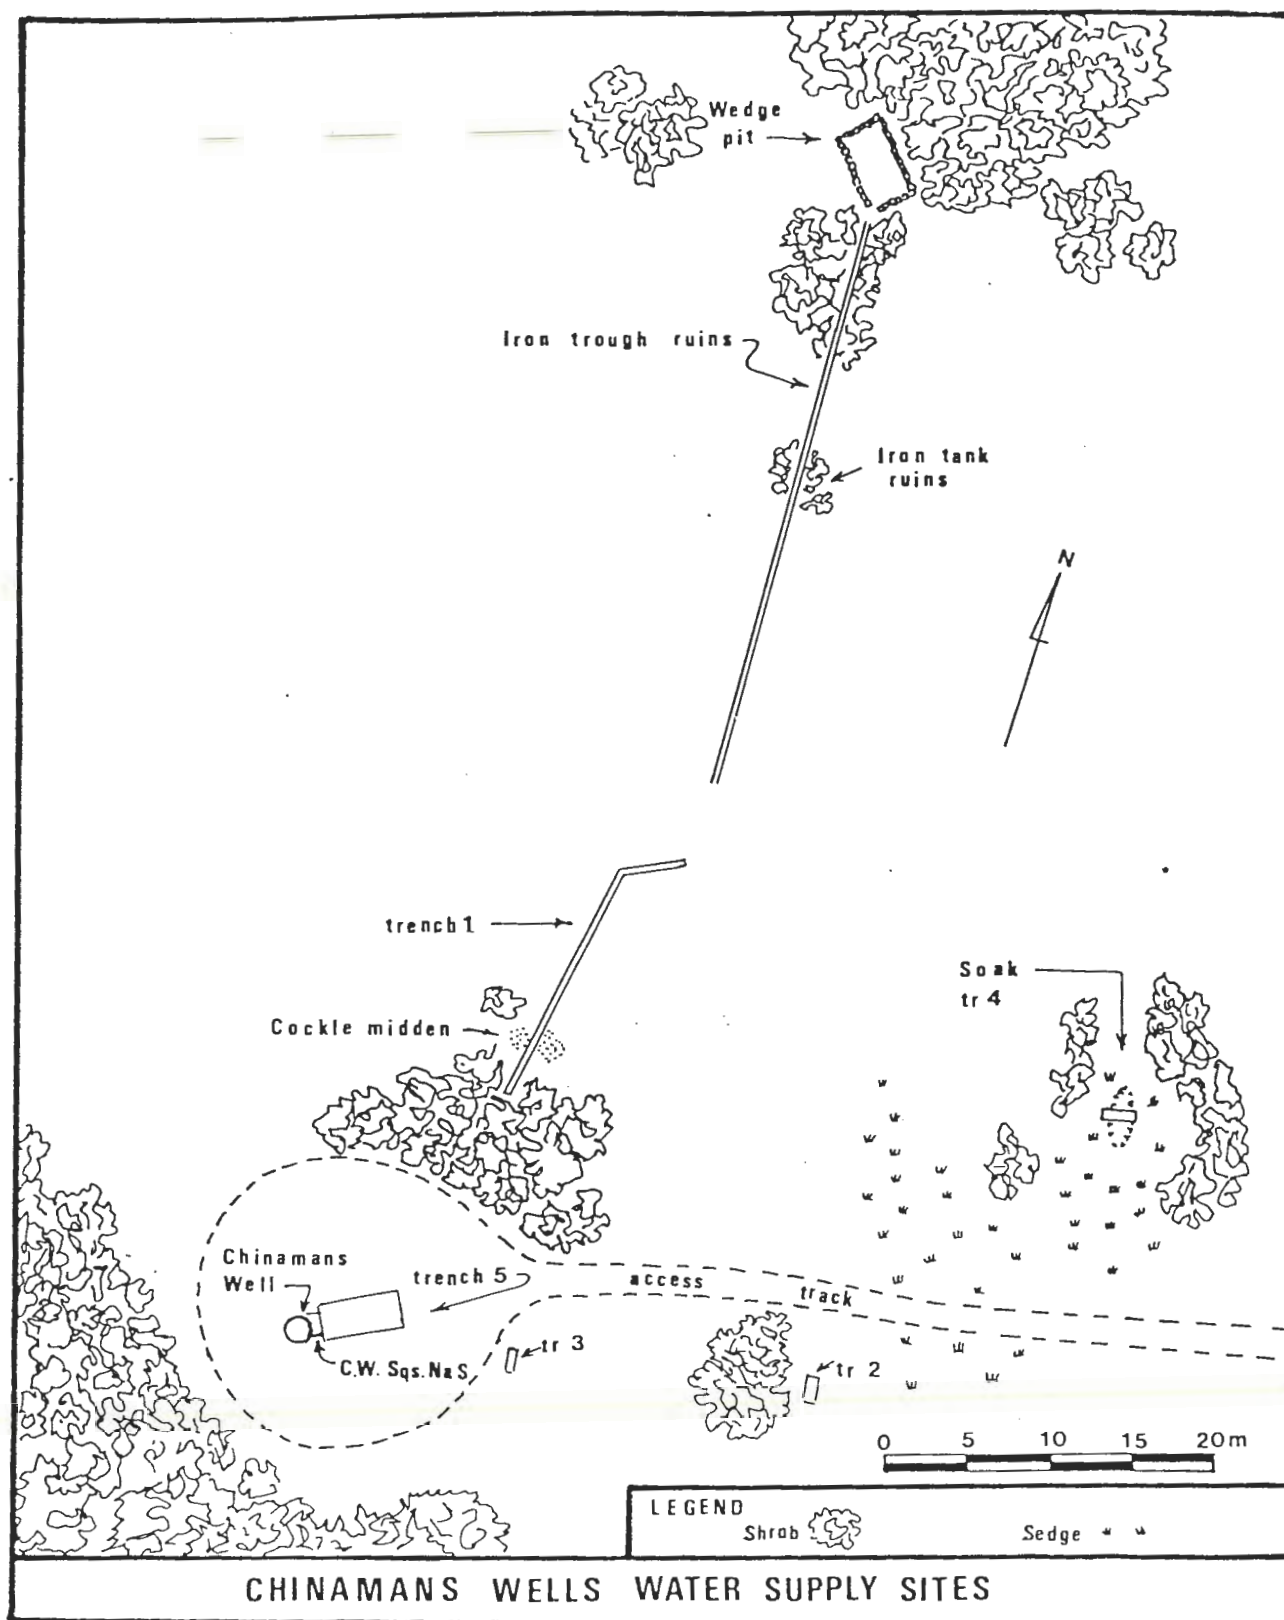 Wedge
pit
Iron trough ruins
Iron tank
ruins
N
trench 1
Soak
tr 4
Cockle midden
Chinamans
Well
trench 5
access track
C.W. Sqs. N & S
tr 3
tr 2
0 5 10 15 20 m
LEGEND
Shrub
Sedge
CHINAMANS WELLS WATER SUPPLY SITES